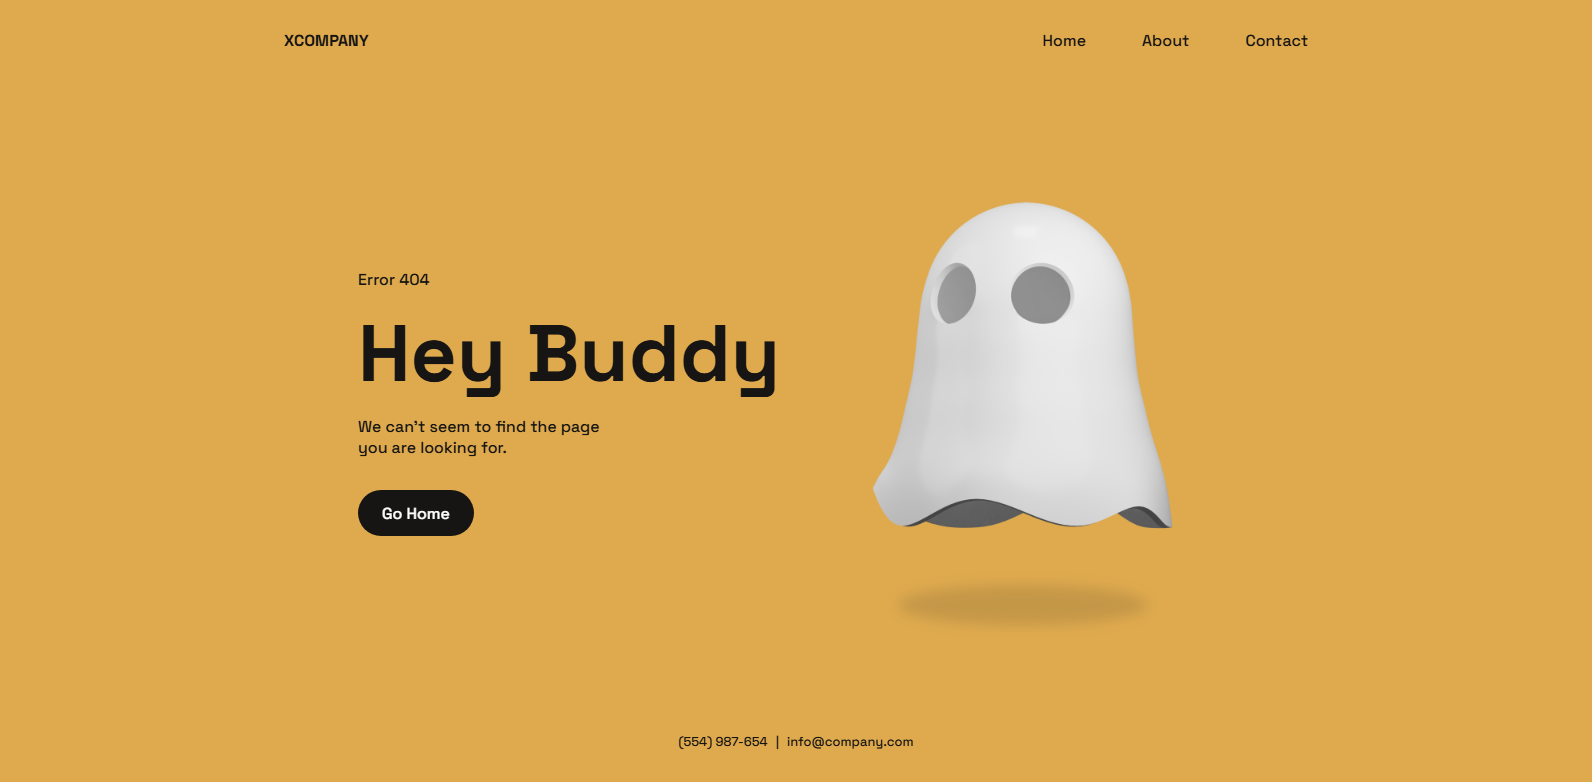 XCOMPANY
Home
About
Contact
Error 404
Hey Buddy
We can't seem to find the page
you are looking for.
Go Home
(554) 987-654 | info@company.com